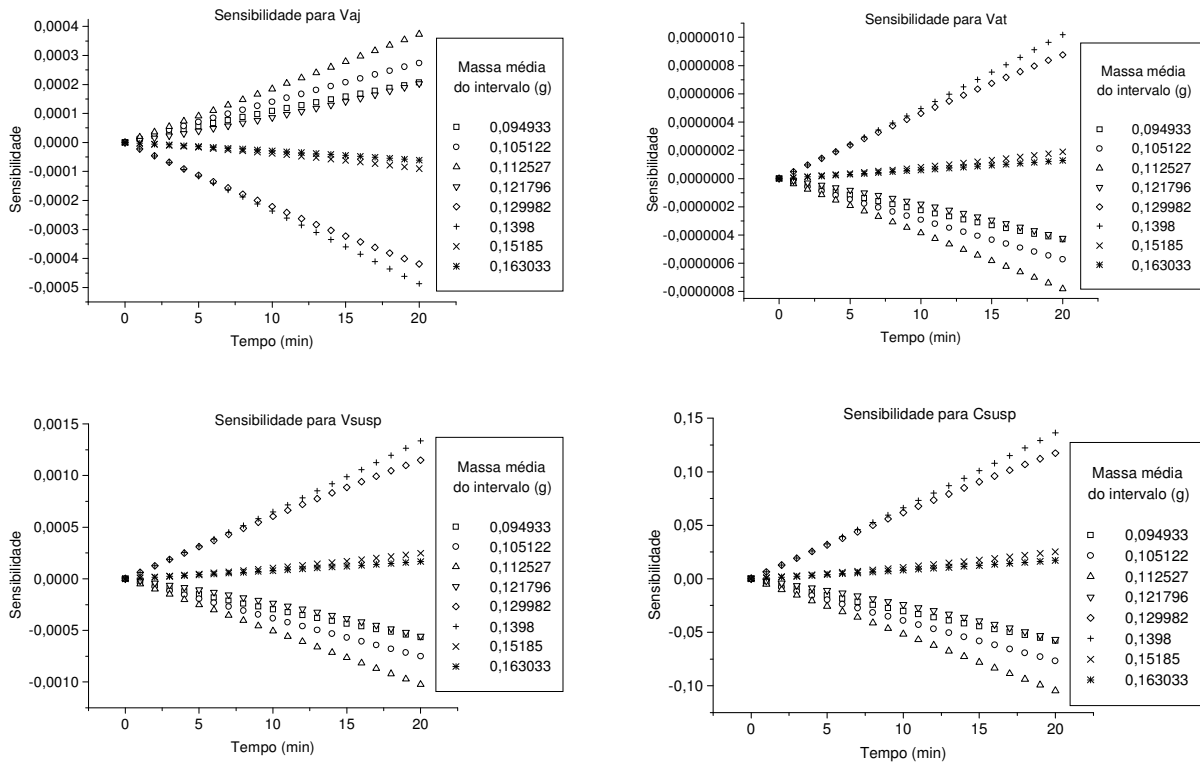 Sensibilidade para Vaj
0,0004
0,0003
0,0002
0,0001
0,0000
-0,0001
-0,0002
-0,0003
-0,0004
-0,0005
Sensibilidade
0 5 10 15 20
Tempo (min)
Massa média
do intervalo (g)
0,094933
0,105122
0,112527
0,121796
0,129982
0,1398
0,15185
0,163033
Sensibilidade para Vat
0,0000010
0,0000008
0,0000006
0,0000004
0,0000002
0,0000000
-0,0000002
-0,0000004
-0,0000006
-0,0000008
Sensibilidade
0 5 10 15 20
Tempo (min)
Massa média
do intervalo (g)
0,094933
0,105122
0,112527
0,121796
0,129982
0,1398
0,15185
0,163033
Sensibilidade para Vsusp
0,0015
0,0010
0,0005
0,0000
-0,0005
-0,0010
Sensibilidade
0 5 10 15 20
Tempo (min)
Massa média
do intervalo (g)
0,094933
0,105122
0,112527
0,121796
0,129982
0,1398
0,15185
0,163033
Sensibilidade para Csusp
0,15
0,10
0,05
0,00
-0,05
-0,10
Sensibilidade
0 5 10 15 20
Tempo (min)
Massa média
do intervalo (g)
0,094933
0,105122
0,112527
0,121796
0,129982
0,1398
0,15185
0,163033